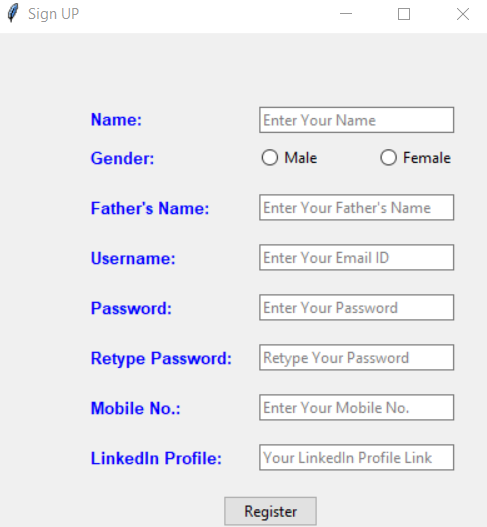 Sign UP
Name: Enter Your Name
Gender: Male Female
Father's Name: Enter Your Father's Name
Username: Enter Your Email ID
Password: Enter Your Password
Retype Password: Retype Your Password
Mobile No.: Enter Your Mobile No.
LinkedIn Profile: Your LinkedIn Profile Link
Register